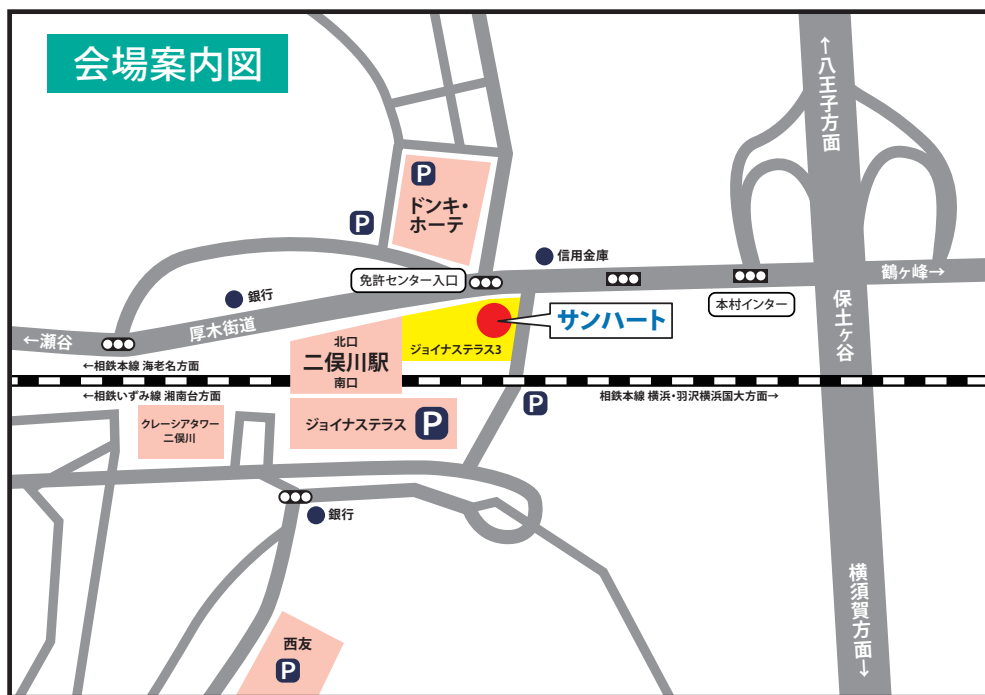 会場案内図
↑八王子方面
P
ドンキ・
ホーテ
P
信用金庫
免許センター入口
鶴ヶ峰→
銀行
本村インター
保土ヶ谷
厚木街道
サンハート
←瀬谷
北口
二俣川駅
南口
ジョイナステラス3
←相鉄本線 海老名方面
←相鉄いずみ線 湘南台方面
相鉄本線 横浜・羽沢横浜国大方面→
P
クレーシアタワー
二俣川
ジョイナステラス P
銀行
横須賀方面↓
西友
P